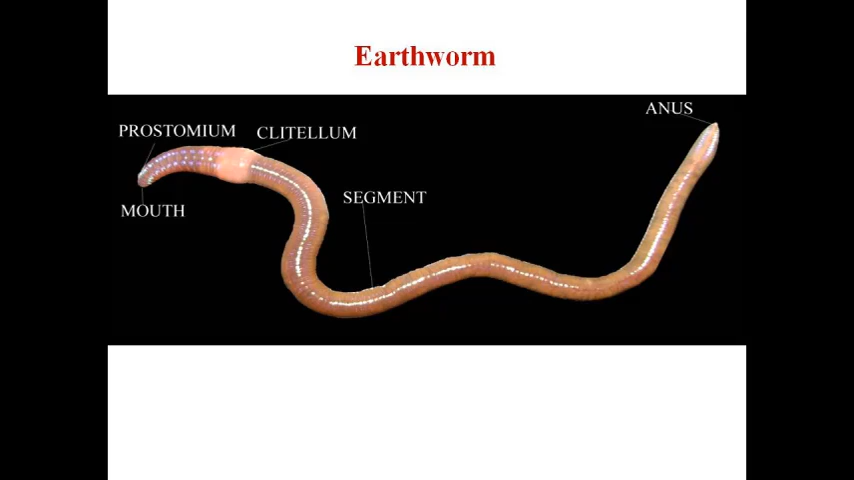 Earthworm
ANUS
PROSTOMIUM
CLITELLUM
SEGMENT
MOUTH